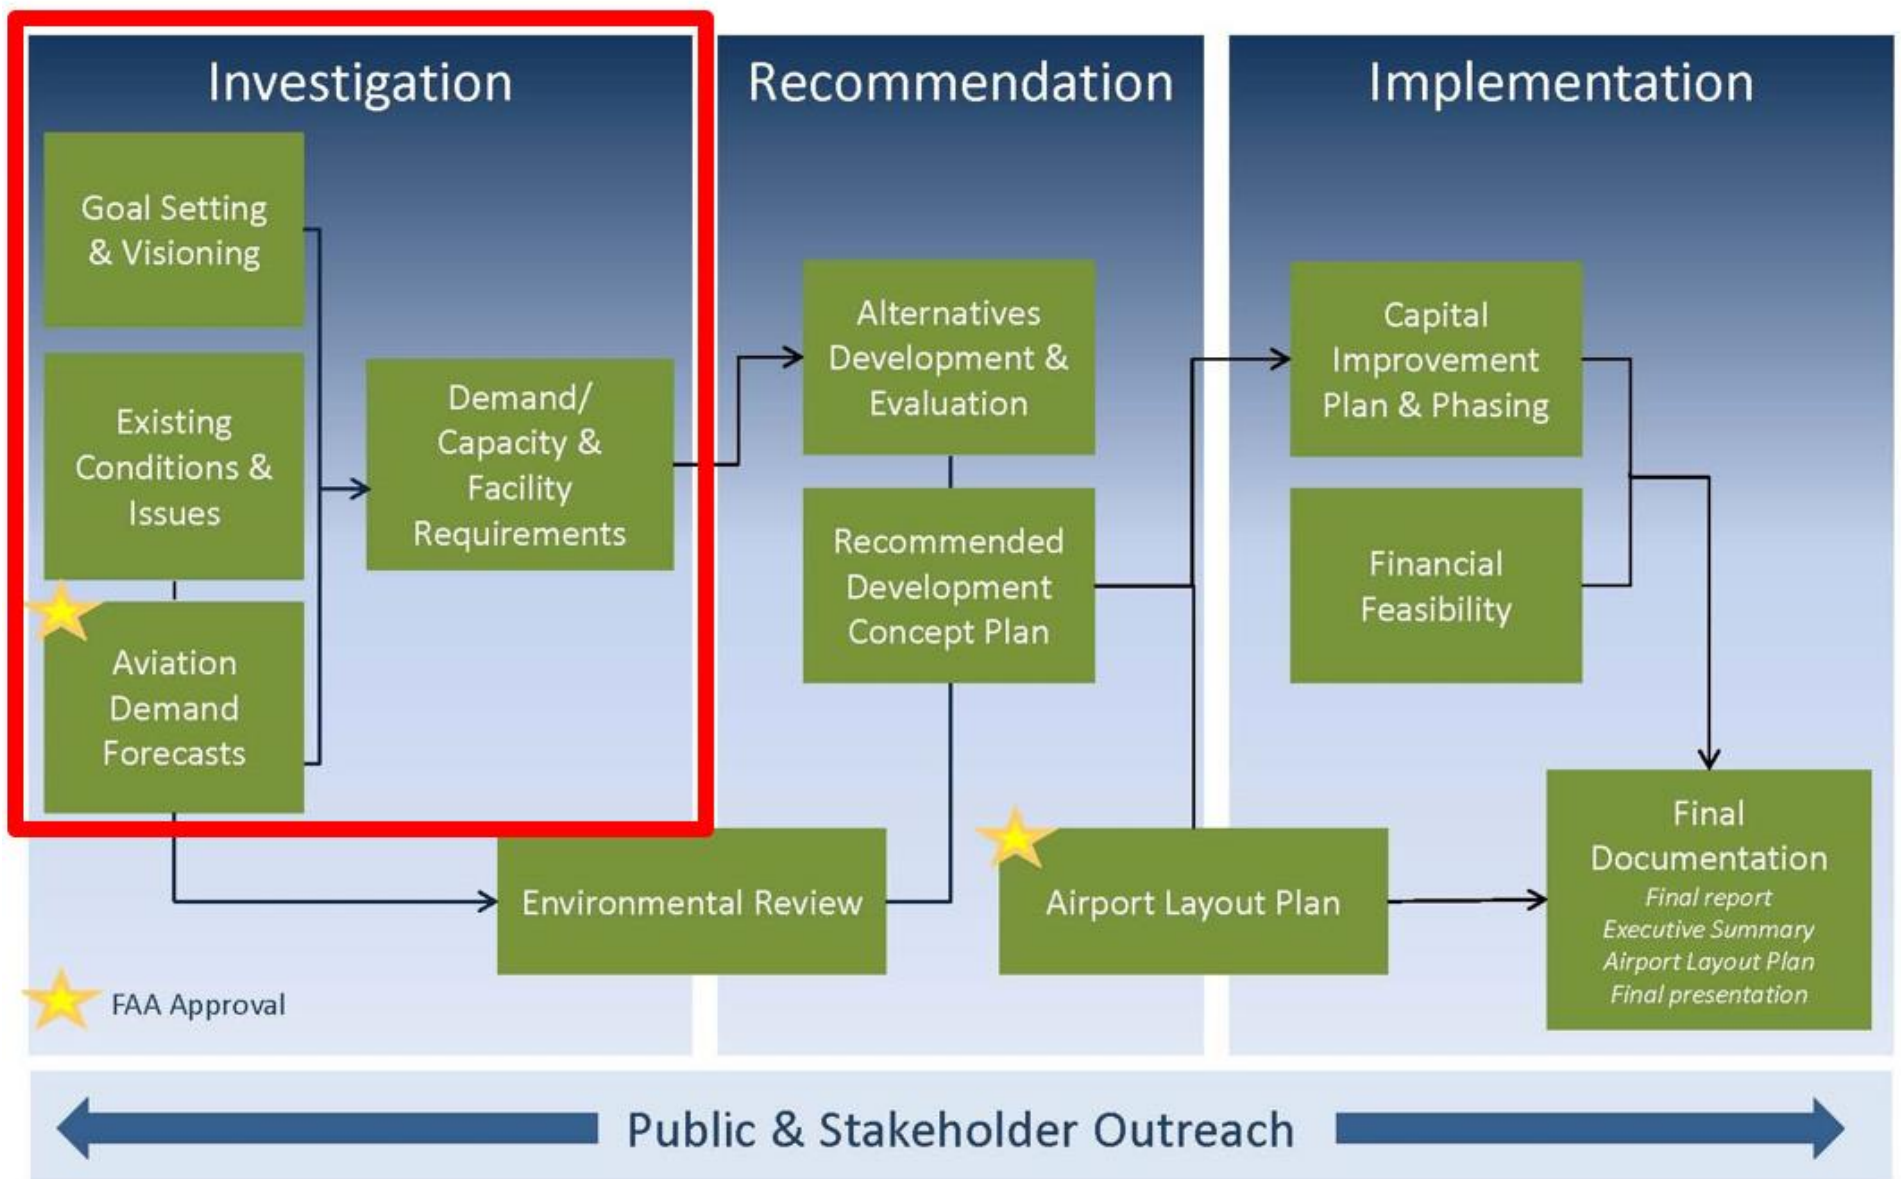 Investigation
Goal Setting
& Visioning
Existing
Conditions &
Issues
Aviation
Demand
Forecasts
Demand/
Capacity &
Facility
Requirements
Environmental Review
FAA Approval
Recommendation
Alternatives
Development &
Evaluation
Recommended
Development
Concept Plan
Airport Layout Plan
Implementation
Capital
Improvement
Plan & Phasing
Financial
Feasibility
Final
Documentation
Final report
Executive Summary
Airport Layout Plan
Final presentation
Public & Stakeholder Outreach